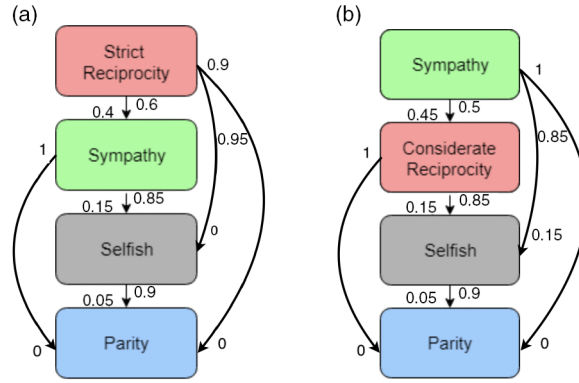 (a)
Strict
Reciprocity
0.9
0.4
0.6
1
0.95
Sympathy
0.15
0.85
0
Selfish
0.05
0.9
Parity
0
0
(b)
Sympathy
1
0.45
0.5
0.85
1
Considerate
Reciprocity
0.15
0.85
Selfish
0.15
0.05
0.9
Parity
0
0